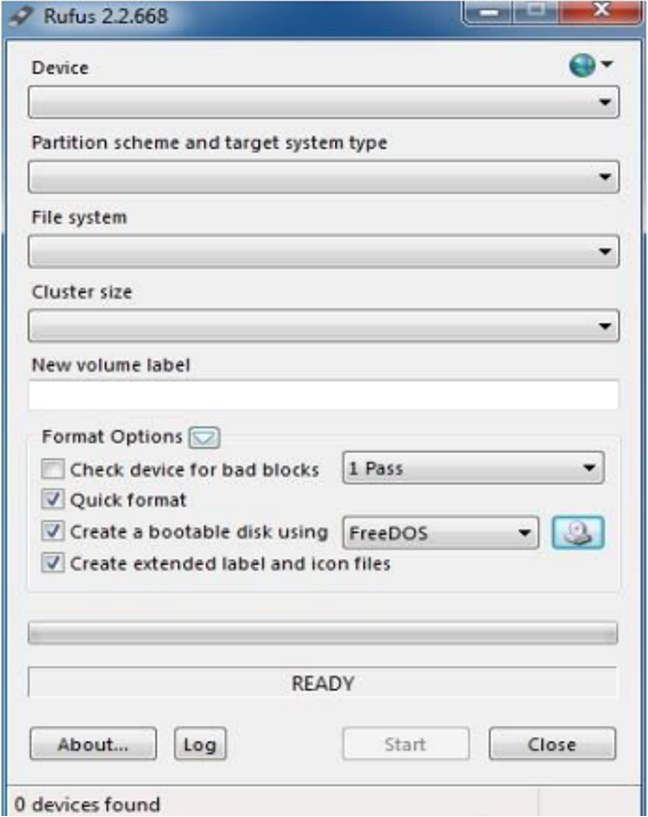 Rufus 2.2.668
Device
Partition scheme and target system type
File system
Cluster size
New volume label
Format Options
Check device for bad blocks 1 Pass
Quick format
Create a bootable disk using FreeDOS
Create extended label and icon files
READY
About... Log Start Close
0 devices found